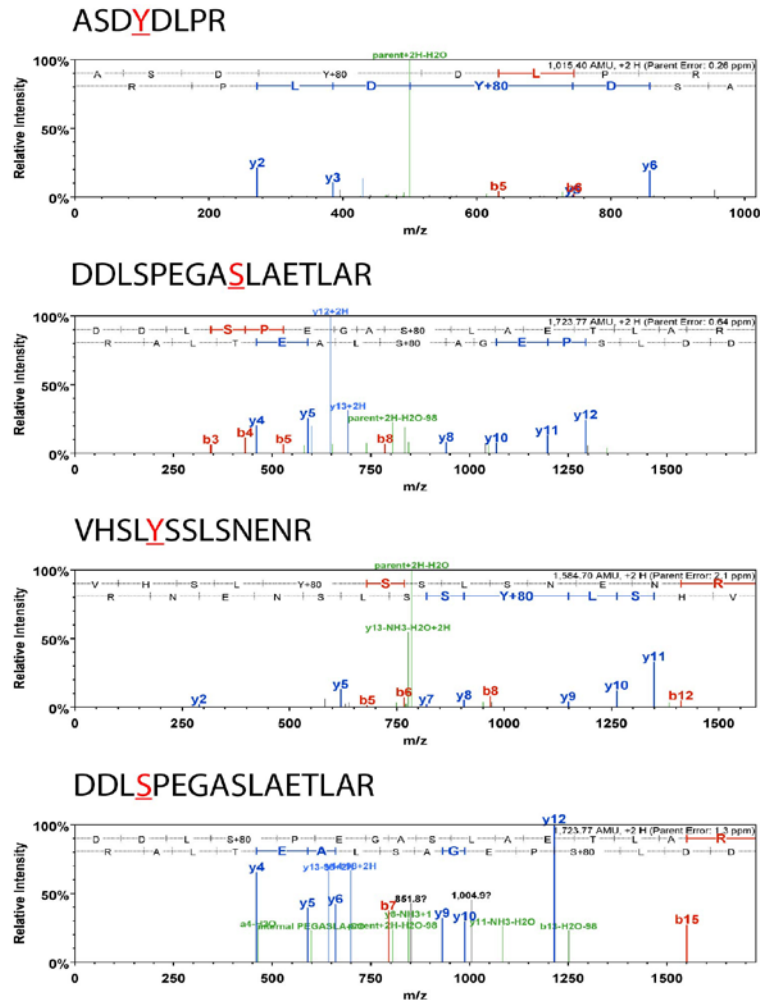 ASDYDLPR
parent+2H-H2O
1,015.40 AMU, +2 H (Parent Error: 0.26 ppm)
A S D Y+80 D L P R
R P L D Y+80 D S A
Relative Intensity
100%
50%
0%
y2 y3 b5 b6 y5 y6
0 200 400 600 800 1000
m/z
DDLSPEGASLAETLAR
y12+2H
1,723.77 AMU, +2 H (Parent Error: 0.64 ppm)
D D L S P E G A S+80 L A E T L A R
R A L T E A L S+80 A G E P S L D D
Relative Intensity
100%
50%
0%
y13+2H
parent+2H-H2O-98
b3 b4 y4 b5 y5 b8 y8 y10 y11 y12
0 250 500 750 1000 1250 1500
m/z
VHSLYSSLSNENR
parent+2H-H2O
1,584.70 AMU, +2 H (Parent Error: 2.1 ppm)
V H S L Y+80 S S L S N E N R
R N E N S L S S Y+80 L S H V
Relative Intensity
100%
50%
0%
y13-NH3-H2O+2H
y2 y5 b5 b6 y7 y8 b8 y9 y10 y11 b12
0 250 500 750 1000 1250 1500
m/z
DDLSPEGASLAETLAR
y12
1,723.77 AMU, +2 H (Parent Error: 1.3 ppm)
D D L S+80 P E G A S L A E T L A R
R A L T E A L S A G E P S+80 L D D
Relative Intensity
100%
50%
0%
y4 y5 y6 b7 851.8? y9 y10 1,004.9? b15
y11-NH3-H2O
b13-H2O-98
parent+2H-H2O-98
0 250 500 750 1000 1250 1500
m/z